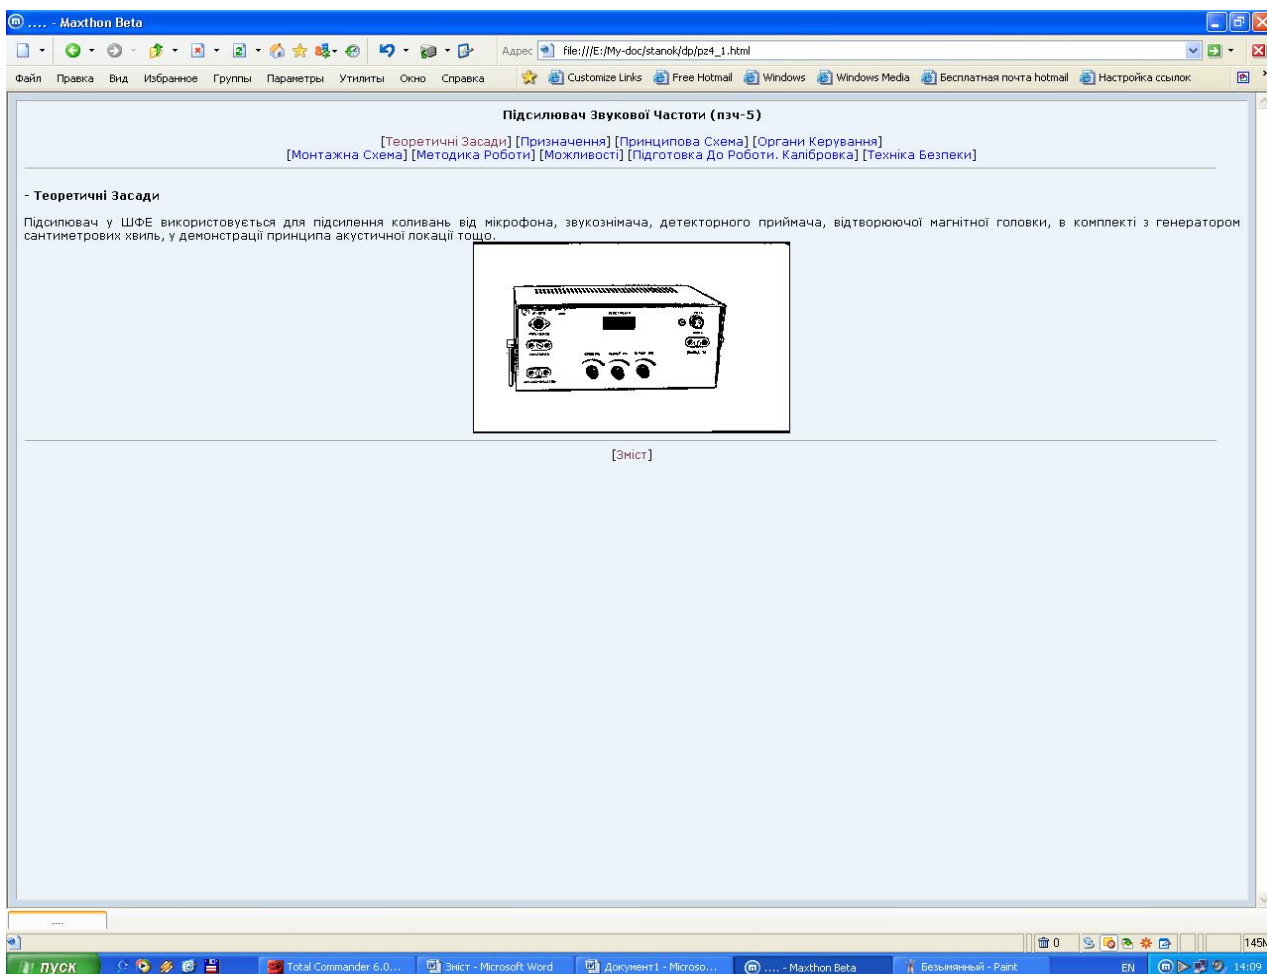 .... - Maxthon Beta
Адрес file:///E:/My-doc/stanok/dp/pz4_1.html
Файл Правка Вид Избранное Группы Параметры Утилиты Окно Справка Customize Links Free Hotmail Windows Windows Media Бесплатная почта hotmail Настройка ссылок
Підсилювач Звукової Частоти (пзч-5)
[Теоретичні Засади] [Призначення] [Принципова Схема] [Органи Керування]
[Монтажна Схема] [Методика Роботи] [Можливості] [Підготовка До Роботи. Калібровка] [Техніка Безпеки]
- Теоретичні Засади
Підсилювач у ШФЕ використовується для підсилення коливань від мікрофона, звукознімача, детекторного приймача, відтворюючої магнітної головки, в комплекті з генератором
сантиметрових хвиль, у демонстрації принципа акустичної локації тощо.
[Зміст]
....
0 145М
пуск Total Commander 6.0... Зміст - Microsoft Word Документ1 - Microso... .... - Maxthon Beta Безымянный - Paint EN 14:09